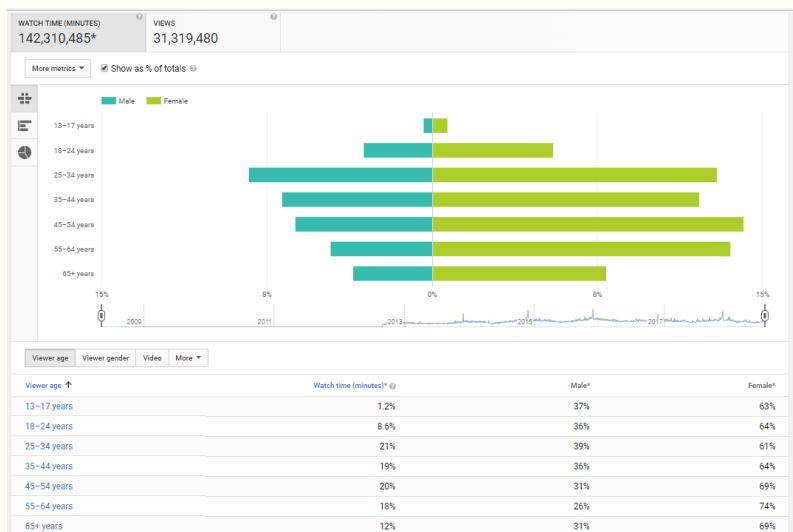 WATCH TIME (MINUTES)
142,310,485*
VIEWS
31,319,480
More metrics
Show as % of totals
Male Female
13–17 years
18–24 years
25–34 years
35–44 years
45–54 years
55–64 years
65+ years
15% 8% 0% 8% 15%
2009 2011 2013 2015 2017
Viewer age Viewer gender Video More
Viewer age ↑ Watch time (minutes)* Male* Female*
13–17 years 1.2% 37% 63%
18–24 years 8.6% 36% 64%
25–34 years 21% 39% 61%
35–44 years 19% 36% 64%
45–54 years 20% 31% 69%
55–64 years 18% 26% 74%
65+ years 12% 31% 69%